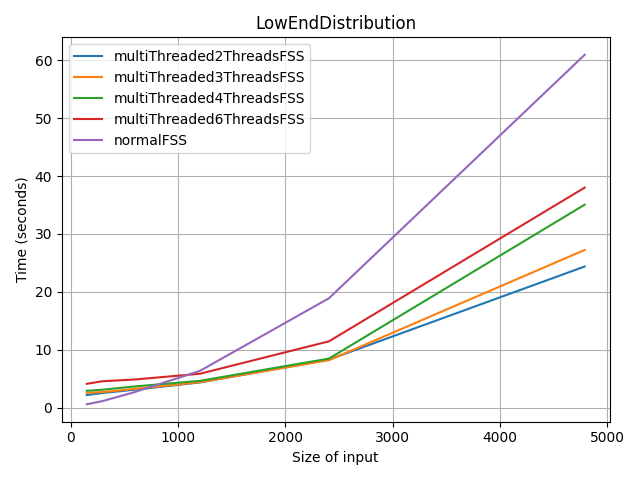 LowEndDistribution
multiThreaded2ThreadsFSS
multiThreaded3ThreadsFSS
multiThreaded4ThreadsFSS
multiThreaded6ThreadsFSS
normalFSS
Time (seconds)
60
50
40
30
20
10
0
0 1000 2000 3000 4000 5000
Size of input